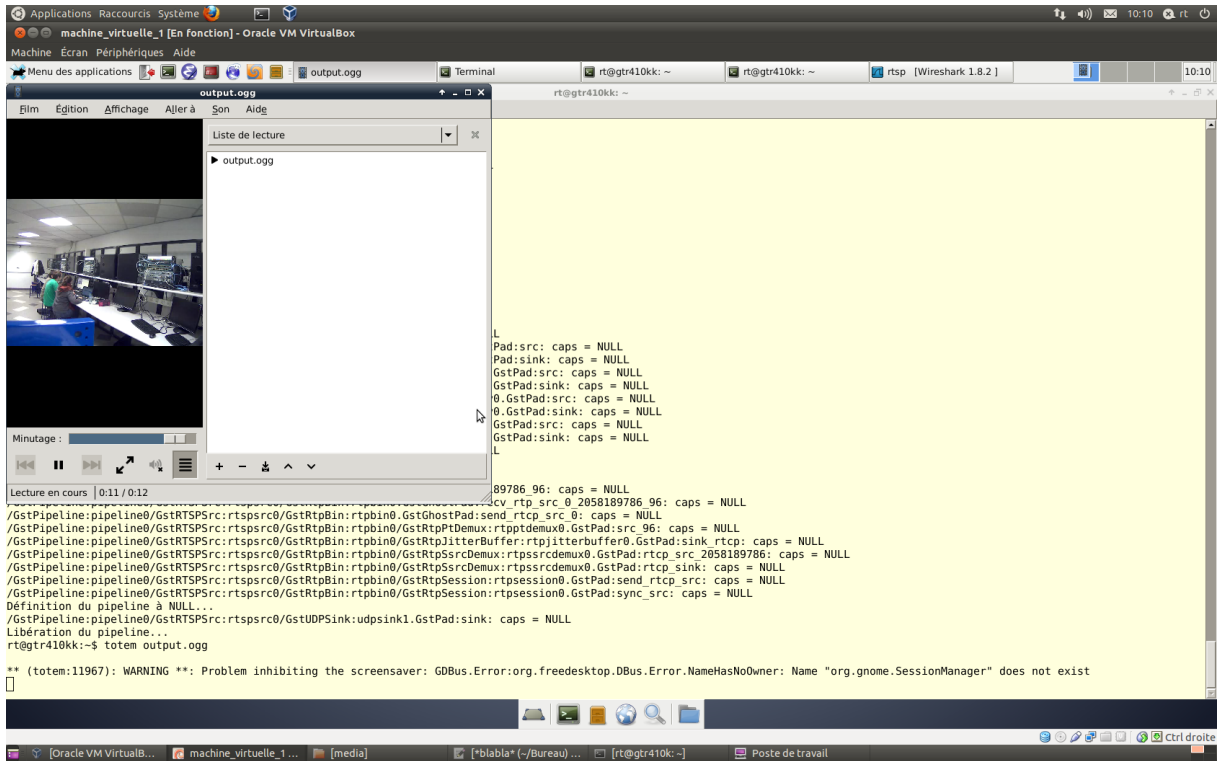 Applications Raccourcis Système 10:10 rt
machine_virtuelle_1 [En fonction] - Oracle VM VirtualBox
Machine Écran Périphériques Aide
Menu des applications output.ogg Terminal rt@gtr410kk: ~ rt@gtr410kk: ~ rtsp [Wireshark 1.8.2 ] 10:10
output.ogg rt@gtr410kk: ~
Film Édition Affichage Aller à Son Aide
Liste de lecture
output.ogg
L
Pad:src: caps = NULL
Pad:sink: caps = NULL
GstPad:src: caps = NULL
GstPad:sink: caps = NULL
0.GstPad:src: caps = NULL
0.GstPad:sink: caps = NULL
GstPad:src: caps = NULL
GstPad:sink: caps = NULL
L
Minutage :
Lecture en cours 0:11 / 0:12
89786_96: caps = NULL
/GstPipeline:pipeline0/GstRTSPSrc:rtspsrc0/GstRtpBin:rtpbin0.GstGhostPad:recv_rtp_src_0_2058189786_96: caps = NULL
/GstPipeline:pipeline0/GstRTSPSrc:rtspsrc0/GstRtpBin:rtpbin0.GstGhostPad:send_rtcp_src_0: caps = NULL
/GstPipeline:pipeline0/GstRTSPSrc:rtspsrc0/GstRtpBin:rtpbin0/GstRtpPtDemux:rtpptdemux0.GstPad:src_96: caps = NULL
/GstPipeline:pipeline0/GstRTSPSrc:rtspsrc0/GstRtpBin:rtpbin0/GstRtpJitterBuffer:rtpjitterbuffer0.GstPad:sink_rtcp: caps = NULL
/GstPipeline:pipeline0/GstRTSPSrc:rtspsrc0/GstRtpBin:rtpbin0/GstRtpSsrcDemux:rtpssrcdemux0.GstPad:rtcp_src_2058189786: caps = NULL
/GstPipeline:pipeline0/GstRTSPSrc:rtspsrc0/GstRtpBin:rtpbin0/GstRtpSsrcDemux:rtpssrcdemux0.GstPad:rtcp_sink: caps = NULL
/GstPipeline:pipeline0/GstRTSPSrc:rtspsrc0/GstRtpBin:rtpbin0/GstRtpSession:rtpsession0.GstPad:send_rtcp_src: caps = NULL
/GstPipeline:pipeline0/GstRTSPSrc:rtspsrc0/GstRtpBin:rtpbin0/GstRtpSession:rtpsession0.GstPad:sync_src: caps = NULL
Définition du pipeline à NULL...
/GstPipeline:pipeline0/GstRTSPSrc:rtspsrc0/GstUDPSink:udpsink1.GstPad:sink: caps = NULL
Libération du pipeline...
rt@gtr410kk:~$ totem output.ogg
** (totem:11967): WARNING **: Problem inhibiting the screensaver: GDBus.Error:org.freedesktop.DBus.Error.NameHasNoOwner: Name "org.gnome.SessionManager" does not exist
Ctrl droite
[Oracle VM VirtualB... machine_virtuelle_1 ... [media] [*blabla* (~/Bureau) ... [rt@gtr410k: ~] Poste de travail